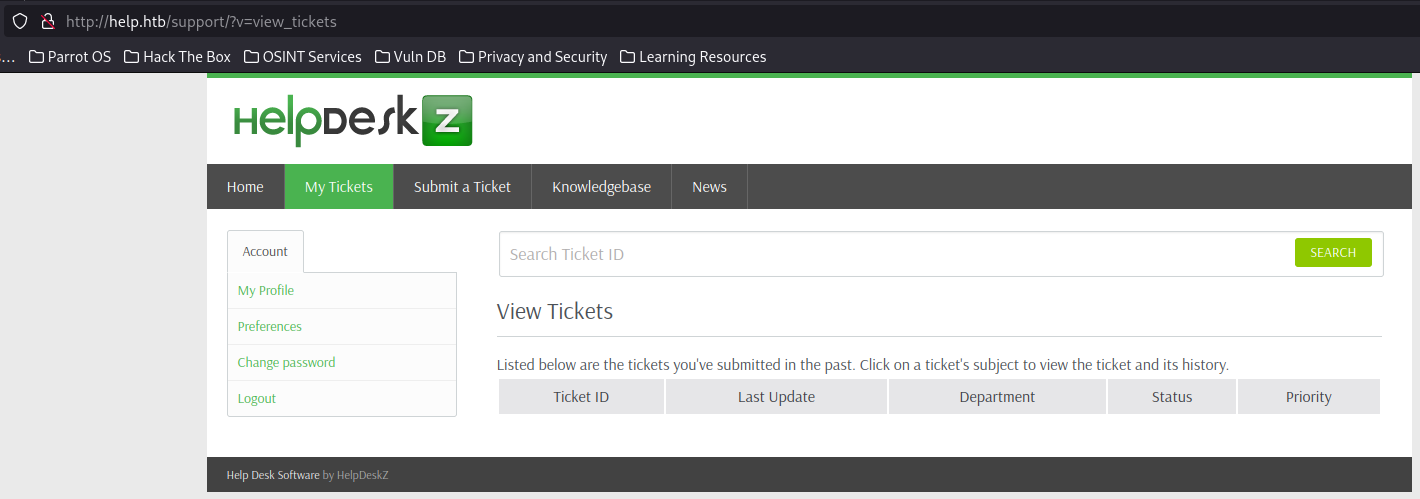 http://help.htb/support/?v=view_tickets
s… Parrot OS Hack The Box OSINT Services Vuln DB Privacy and Security Learning Resources
HelpDesk Z
Home My Tickets Submit a Ticket Knowledgebase News
Account
My Profile
Preferences
Change password
Logout
Search Ticket ID SEARCH
View Tickets
Listed below are the tickets you've submitted in the past. Click on a ticket's subject to view the ticket and its history.
Ticket ID Last Update Department Status Priority
Help Desk Software by HelpDeskZ